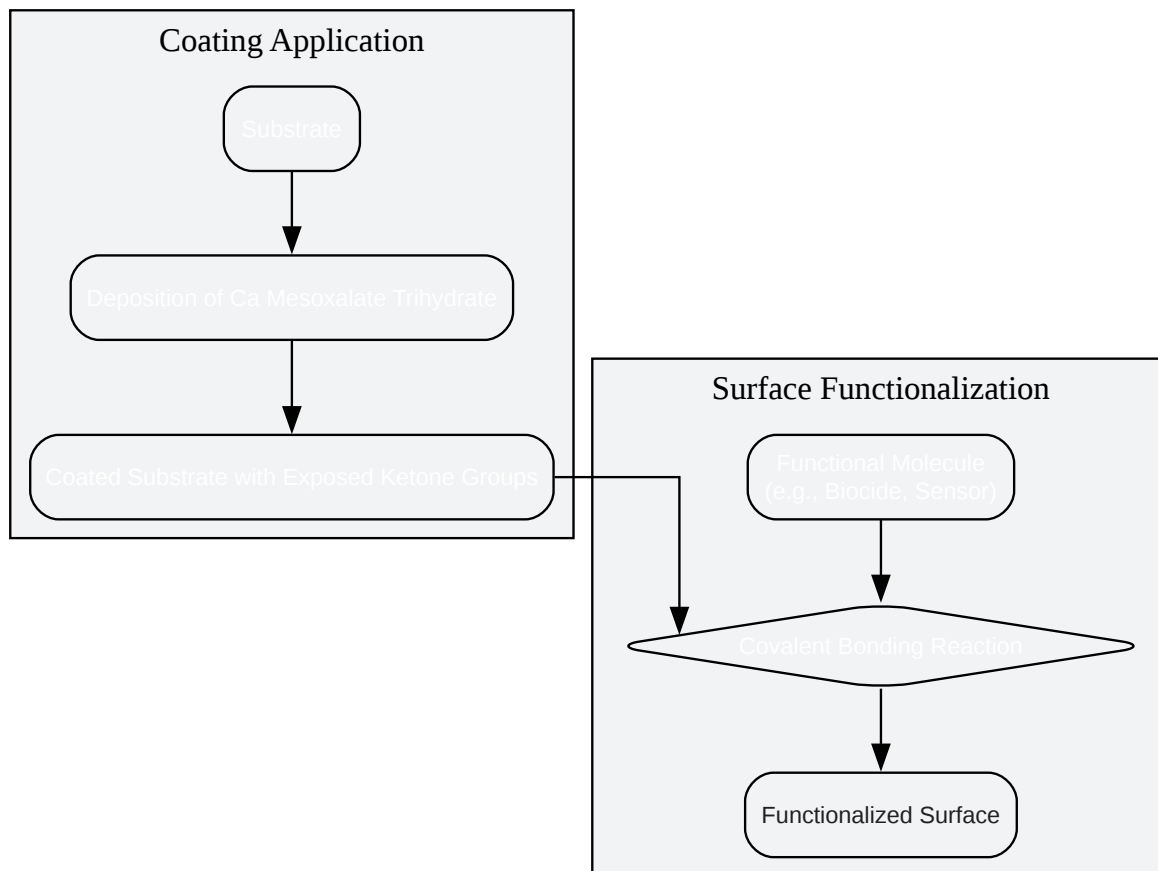 Coating Application
Substrate
Deposition of Ca Mesoxalate Trihydrate
Coated Substrate with Exposed Ketone Groups
Surface Functionalization
Functional Molecule
(e.g., Biocide, Sensor)
Covalent Bonding Reaction
Functionalized Surface